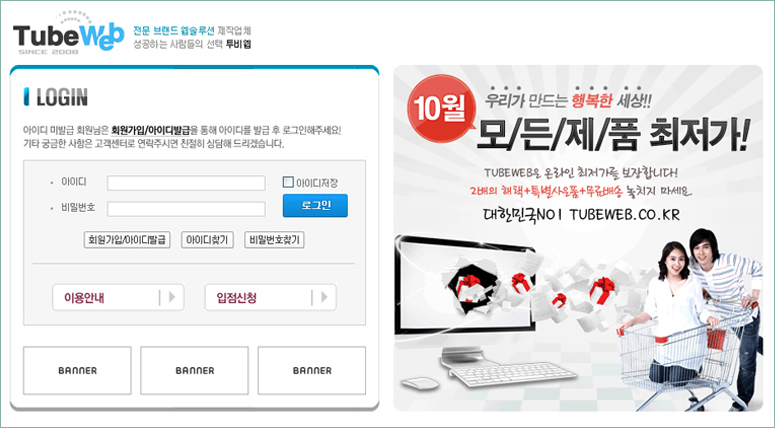 TubeWeb
SINCE 2008
전문 브랜드 웹솔루션 제작업체
성공하는 사람들의 선택 투비웹
LOGIN
아이디 미발급 회원님은 회원가입/아이디발급을 통해 아이디를 발급 후 로그인해주세요!
기타 궁금한 사항은 고객센터로 연락주시면 친절히 상담해 드리겠습니다.
아이디
아이디저장
비밀번호
로그인
회원가입/아이디발급
아이디찾기
비밀번호찾기
이용안내
입점신청
BANNER
BANNER
BANNER
10월
우리가 만드는 행복한 세상!!
모/든/제/품 최저가!
TUBEWEB은 온라인 최저가를 보장합니다!
2배의 혜택+특별사은품+무료배송 놓치지 마세요.
대한민국NO1 TUBEWEB.CO.KR